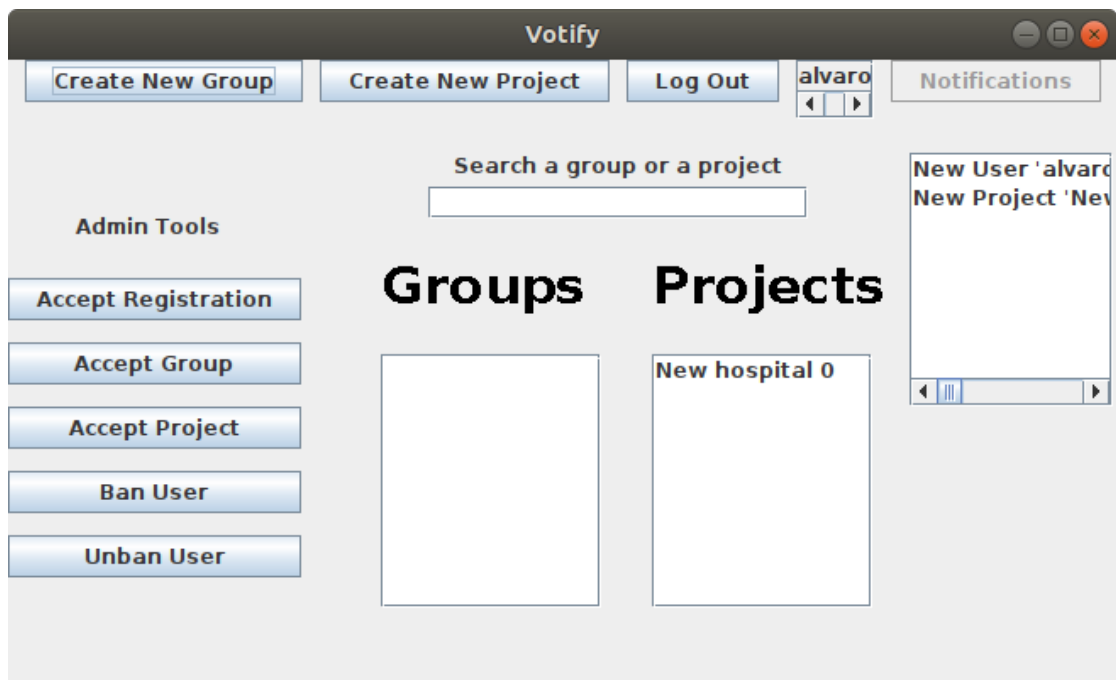 Votify
Create New Group
Create New Project
Log Out
alvaro
Notifications
Search a group or a project
New User 'alvaro
New Project 'New
Admin Tools
Groups
Projects
Accept Registration
Accept Group
New hospital 0
Accept Project
Ban User
Unban User